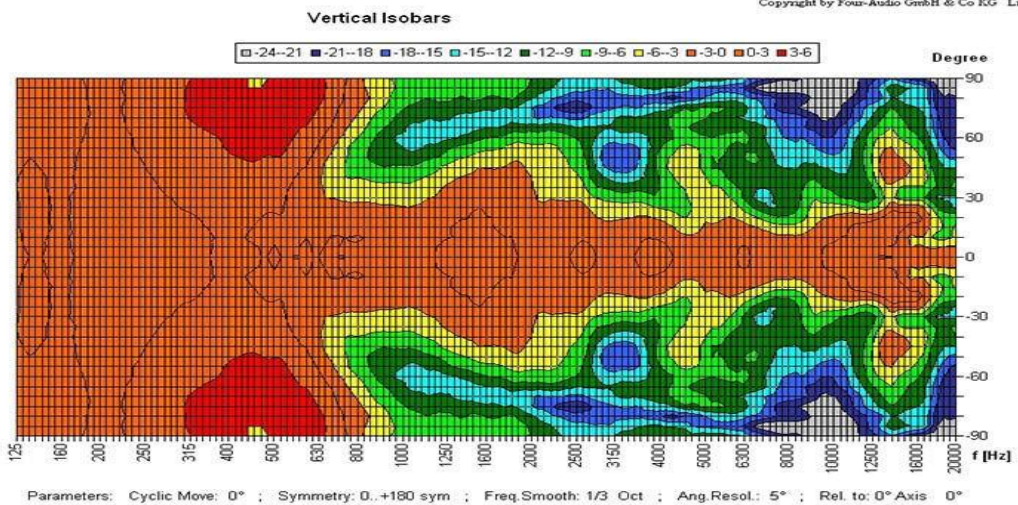 Copyright by Four-Audio GmbH & Co KG
Vertical Isobars
-24--21 -21--18 -18--15 -15--12 -12--9 -9--6 -6--3 -3-0 0-3 3-6
Degree
90
60
30
0
-30
-60
-90
125 160 200 250 315 400 500 630 800 1000 1250 1600 2000 2500 3150 4000 5000 6300 8000 10000 12500 16000 20000 f [Hz]
Parameters: Cyclic Move: 0° ; Symmetry: 0..+180 sym ; Freq.Smooth: 1/3 Oct ; Ang.Resol.: 5° ; Rel. to: 0° Axis 0°